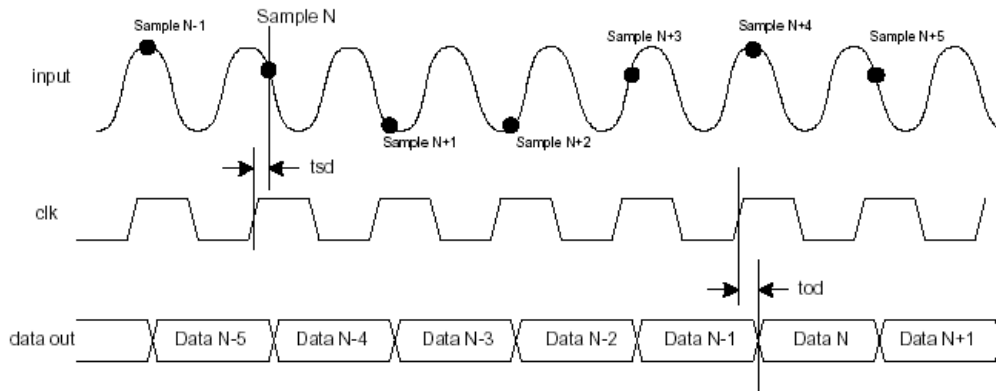 Sample N-1
Sample N
Sample N+3
Sample N+4
Sample N+5
input
Sample N+1
Sample N+2
tsd
clk
tod
data out
Data N-5
Data N-4
Data N-3
Data N-2
Data N-1
Data N
Data N+1